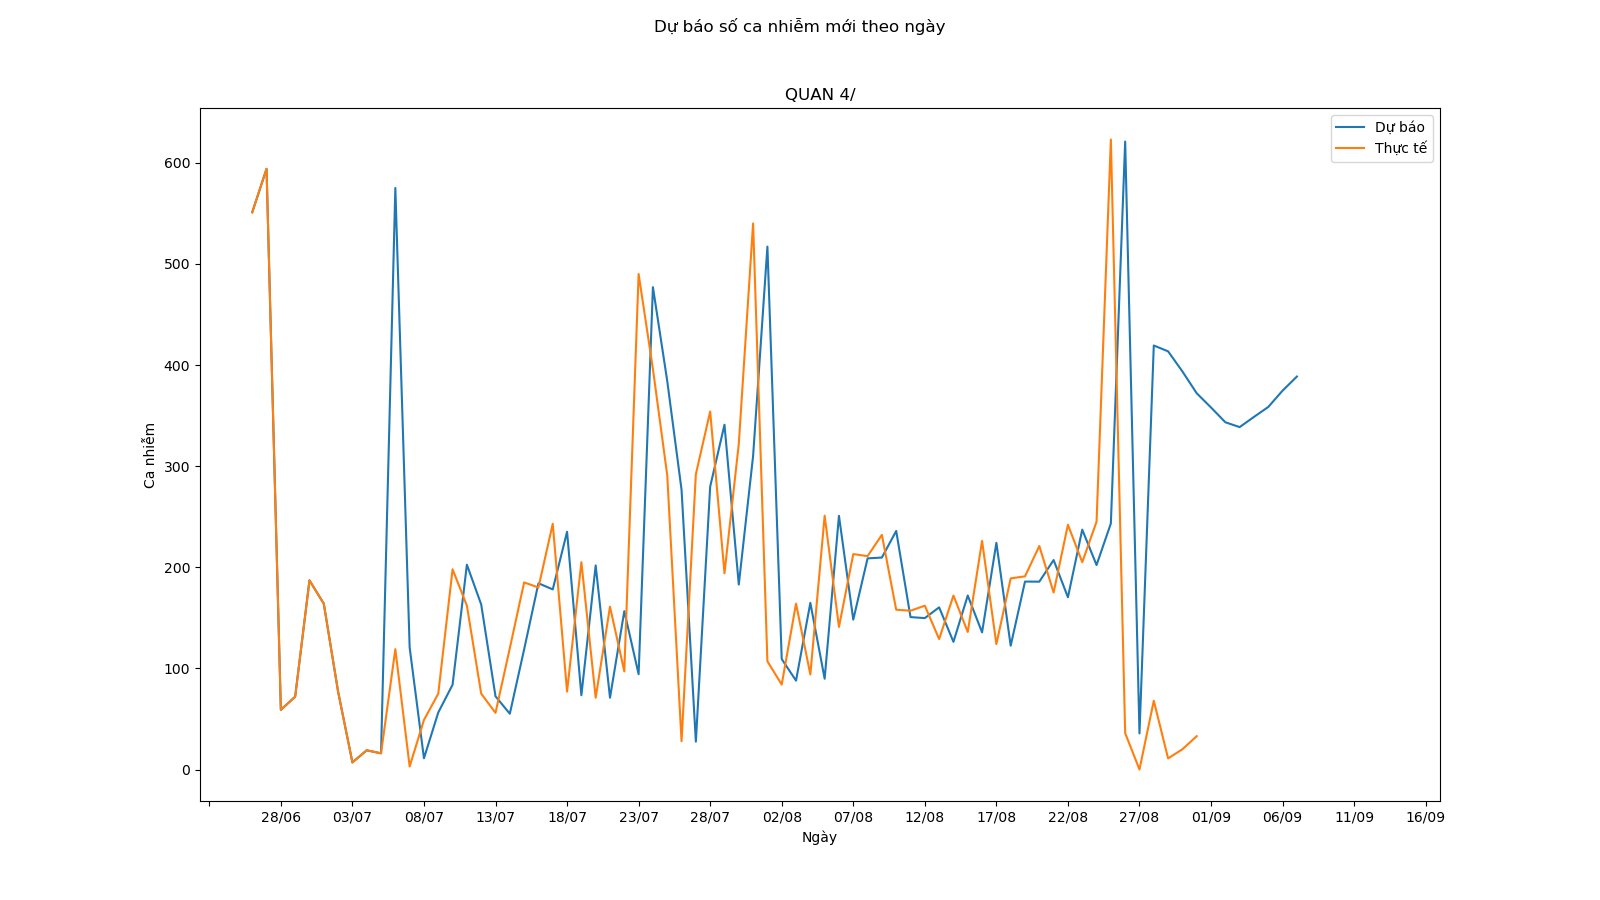 Dự báo số ca nhiễm mới theo ngày
QUAN 4/
Dự báo
Thực tế
600
500
400
300
200
100
0
Ca nhiễm
28/06 03/07 08/07 13/07 18/07 23/07 28/07 02/08 07/08 12/08 17/08 22/08 27/08 01/09 06/09 11/09 16/09
Ngày